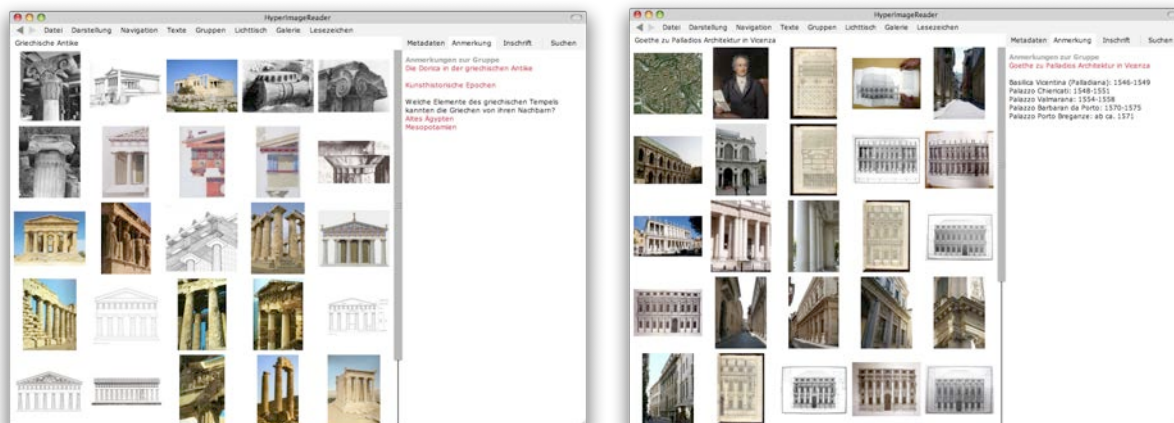 HyperImageReader
Datei Darstellung Navigation Texte Gruppen Lichttisch Galerie Lesezeichen
Griechische Antike
Metadaten Anmerkung Inschrift Suchen
Anmerkungen zur Gruppe
Die Dorica in der griechischen Antike
Kunsthistorische Epochen
Welche Elemente des griechischen Tempels
kannten die Griechen von ihren Nachbarn?
Altes Ägypten
Mesopotamien
HyperImageReader
Datei Darstellung Navigation Texte Gruppen Lichttisch Galerie Lesezeichen
Goethe zu Palladios Architektur in Vicenza
Metadaten Anmerkung Inschrift Suchen
Anmerkungen zur Gruppe
Goethe zu Palladios Architektur in Vicenza
Basilica Vicentina (Palladiana): 1546-1549
Palazzo Chiericati: 1548-1551
Palazzo Valmarana: 1554-1558
Palazzo Barbaran da Porto: 1570-1575
Palazzo Porto Breganze: ab ca. 1571